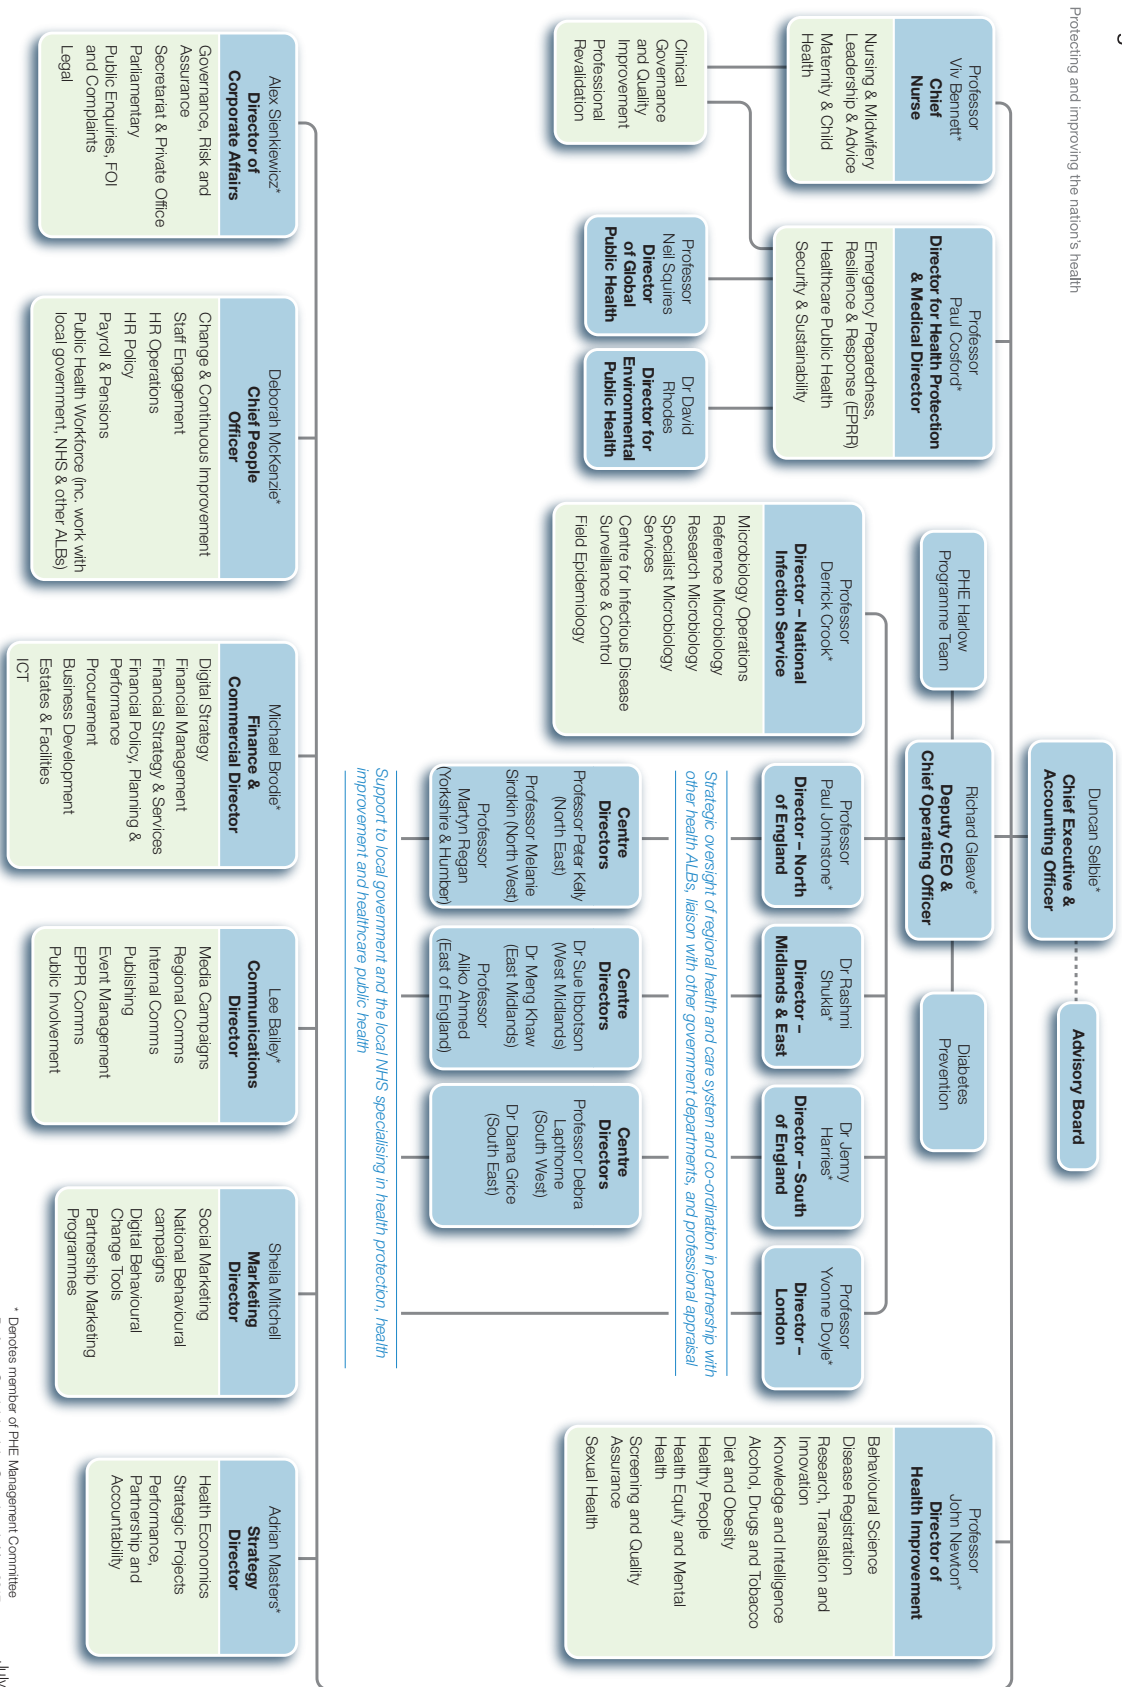 Protecting and improving the nation's health
Duncan Selbie*
Chief Executive &
Accounting Officer
Advisory Board
PHE Harlow
Programme Team
Richard Gleave*
Deputy CEO &
Chief Operating Officer
Diabetes
Prevention
Professor
Viv Bennett*
Chief
Nurse
Nursing & Midwifery
Leadership & Advice
Maternity & Child
Health
Clinical
Governance
and Quality
Improvement
Professional
Revalidation
Professor
Paul Cosford*
Director for Health Protection
& Medical Director
Emergency Preparedness,
Resilience & Response (EPRR)
Healthcare Public Health
Security & Sustainability
Professor
Neil Squires
Director
of Global
Public Health
Dr David
Rhodes
Director for
Environmental
Public Health
Professor
Derrick Crook*
Director – National
Infection Service
Microbiology Operations
Reference Microbiology
Research Microbiology
Specialist Microbiology
Services
Centre for Infectious Disease
Surveillance & Control
Field Epidemiology
Professor
Paul Johnstone*
Director – North
of England
Dr Rashmi
Shukla*
Director –
Midlands & East
Dr Jenny
Harries*
Director – South
of England
Professor
Yvonne Doyle*
Director –
London
Strategic oversight of regional health and care system and co-ordination in partnership with
other health ALBs, liaison with other government departments, and professional appraisal
Centre
Directors
Professor Peter Kelly
(North East)
Professor Melanie
Sirotkin (North West)
Professor
Martyn Regan
(Yorkshire & Humber)
Centre
Directors
Dr Sue Ibbotson
(West Midlands)
Dr Meng Khaw
(East Midlands)
Professor
Aliko Ahmed
(East of England)
Centre
Directors
Professor Debra
Lapthorne
(South West)
Dr Diana Grice
(South East)
Support to local government and the local NHS specialising in health protection, health
improvement and healthcare public health
Professor
John Newton*
Director of
Health Improvement
Behavioural Science
Disease Registration
Research, Translation and
Innovation
Knowledge and Intelligence
Alcohol, Drugs and Tobacco
Diet and Obesity
Healthy People
Health Equity and Mental
Health
Screening and Quality
Assurance
Sexual Health
Alex Sienkiewicz*
Director of
Corporate Affairs
Governance, Risk and
Assurance
Secretariat & Private Office
Parliamentary
Public Enquiries, FOI
and Complaints
Legal
Deborah McKenzie*
Chief People
Officer
Change & Continuous Improvement
Staff Engagement
HR Operations
HR Policy
Payroll & Pensions
Public Health Workforce (inc. work with
local government, NHS & other ALBs)
Michael Brodie*
Finance &
Commercial Director
Digital Strategy
Financial Management
Financial Strategy & Services
Financial Policy, Planning &
Performance
Procurement
Business Development
Estates & Facilities
ICT
Lee Bailey*
Communications
Director
Media Campaigns
Regional Comms
Internal Comms
Publishing
Event Management
EPPR Comms
Public Involvement
Sheila Mitchell
Marketing
Director
Social Marketing
National Behavioural
campaigns
Digital Behavioural
Change Tools
Partnership Marketing
Programmes
Adrian Masters*
Strategy
Director
Health Economics
Strategic Projects
Performance,
Partnership and
Accountability
* Denotes member of PHE Management Committee
July